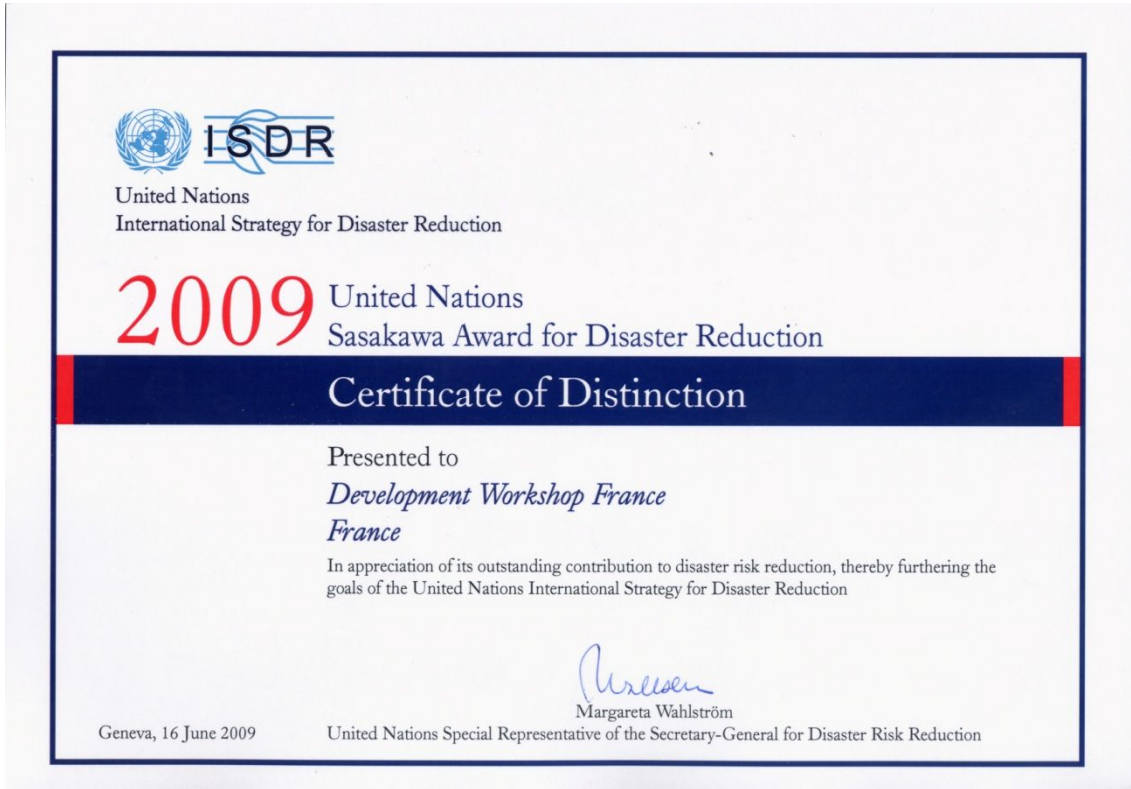 ISDR
United Nations
International Strategy for Disaster Reduction
2009 United Nations
Sasakawa Award for Disaster Reduction
Certificate of Distinction
Presented to
Development Workshop France
France
In appreciation of its outstanding contribution to disaster risk reduction, thereby furthering the
goals of the United Nations International Strategy for Disaster Reduction
Margareta Wahlström
Geneva, 16 June 2009
United Nations Special Representative of the Secretary-General for Disaster Risk Reduction